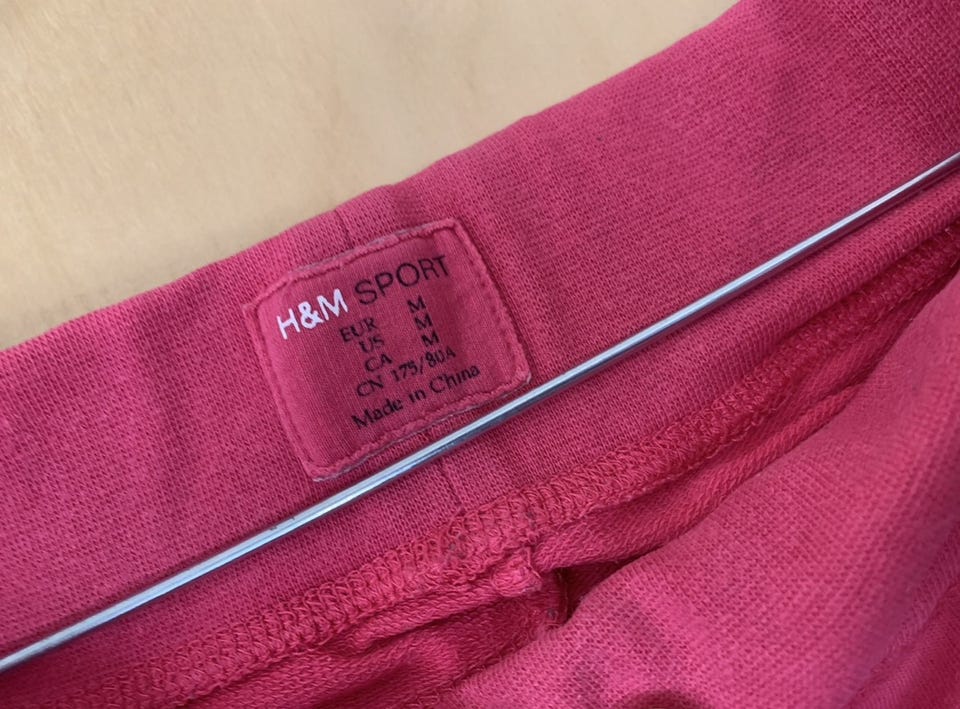 H&M SPORT
EUR M
US M
CA M
CN 175/80A
Made in China